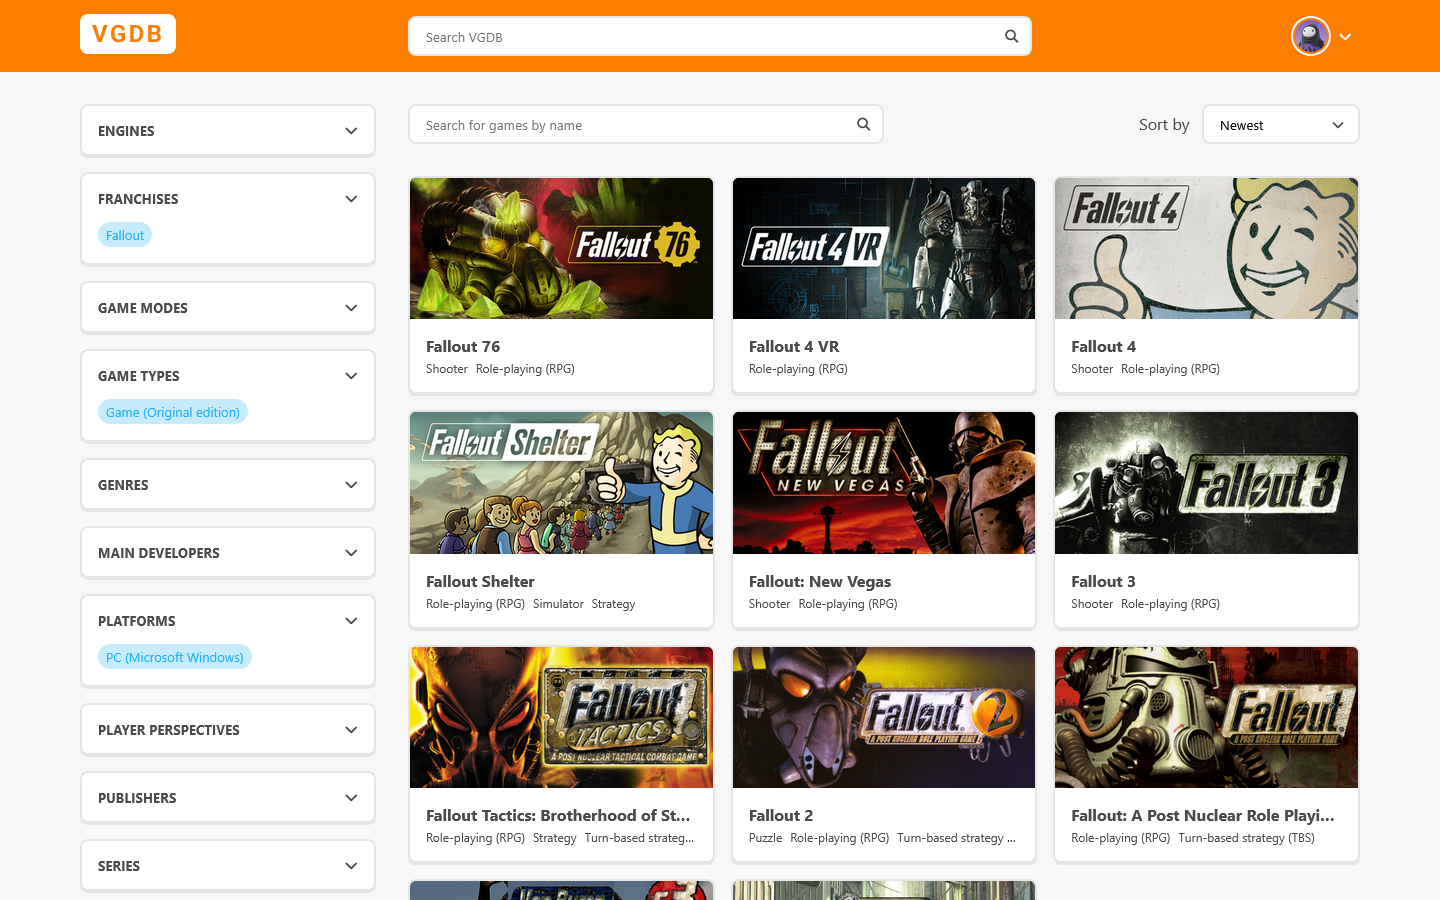 VGDB
Search VGDB
ENGINES
FRANCHISES
Fallout
GAME MODES
GAME TYPES
Game (Original edition)
GENRES
MAIN DEVELOPERS
PLATFORMS
PC (Microsoft Windows)
PLAYER PERSPECTIVES
PUBLISHERS
SERIES
Search for games by name
Sort by
Newest
Fallout 76
Fallout 76
Shooter Role-playing (RPG)
Fallout 4 VR
Fallout 4 VR
Role-playing (RPG)
Fallout 4
Fallout 4
Shooter Role-playing (RPG)
Fallout Shelter
Fallout Shelter
Role-playing (RPG) Simulator Strategy
Fallout
NEW VEGAS
Fallout: New Vegas
Shooter Role-playing (RPG)
Fallout 3
Fallout 3
Shooter Role-playing (RPG)
Fallout
TACTICS
A POST NUCLEAR TACTICAL COMBAT GAME
Fallout Tactics: Brotherhood of St...
Role-playing (RPG) Strategy Turn-based strateg...
Fallout 2
A POST NUCLEAR ROLE PLAYING GAME
Fallout 2
Puzzle Role-playing (RPG) Turn-based strategy ...
Fallout
A POST NUCLEAR ROLE PLAYING GAME
Fallout: A Post Nuclear Role Playi...
Role-playing (RPG) Turn-based strategy (TBS)